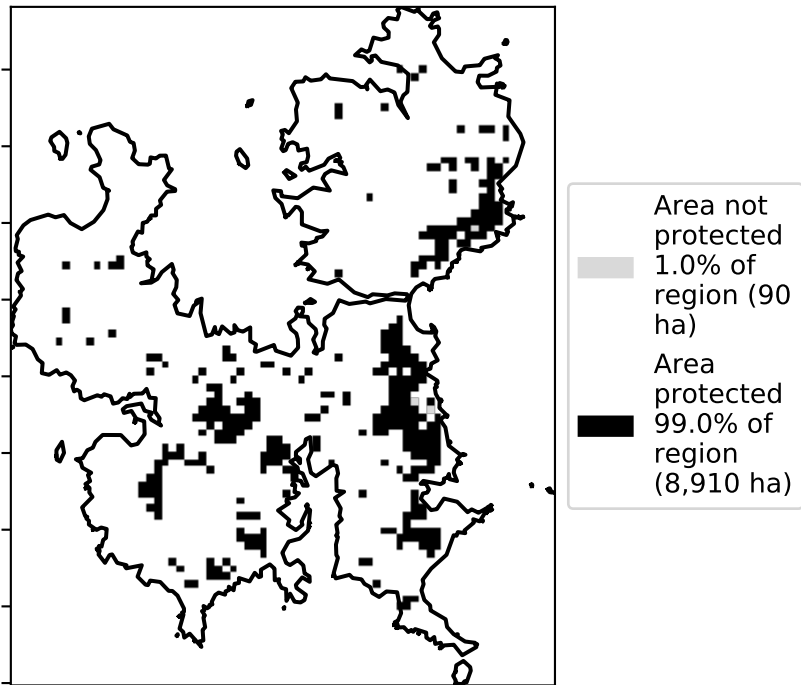 Area not
protected
1.0% of
region (90
ha)
Area
protected
99.0% of
region
(8,910 ha)